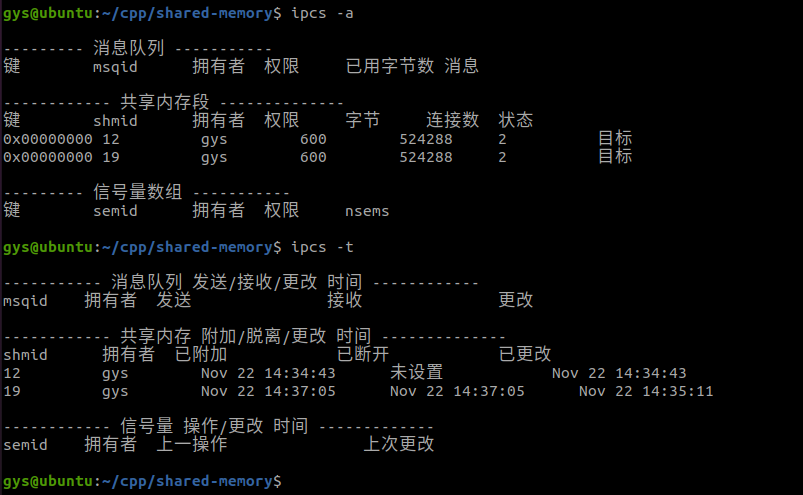 gys@ubuntu:~/cpp/shared-memory$ ipcs -a
--------- 消息队列 -----------
键 msqid 拥有者 权限 已用字节数 消息
------------ 共享内存段 --------------
键 shmid 拥有者 权限 字节 连接数 状态
0x00000000 12 gys 600 524288 2 目标
0x00000000 19 gys 600 524288 2 目标
--------- 信号量数组 -----------
键 semid 拥有者 权限 nsems
gys@ubuntu:~/cpp/shared-memory$ ipcs -t
----------- 消息队列 发送/接收/更改 时间 ------------
msqid 拥有者 发送 接收 更改
------------ 共享内存 附加/脱离/更改 时间 --------------
shmid 拥有者 已附加 已断开 已更改
12 gys Nov 22 14:34:43 未设置 Nov 22 14:34:43
19 gys Nov 22 14:37:05 Nov 22 14:37:05 Nov 22 14:35:11
------------ 信号量 操作/更改 时间 -------------
semid 拥有者 上一操作 上次更改
gys@ubuntu:~/cpp/shared-memory$